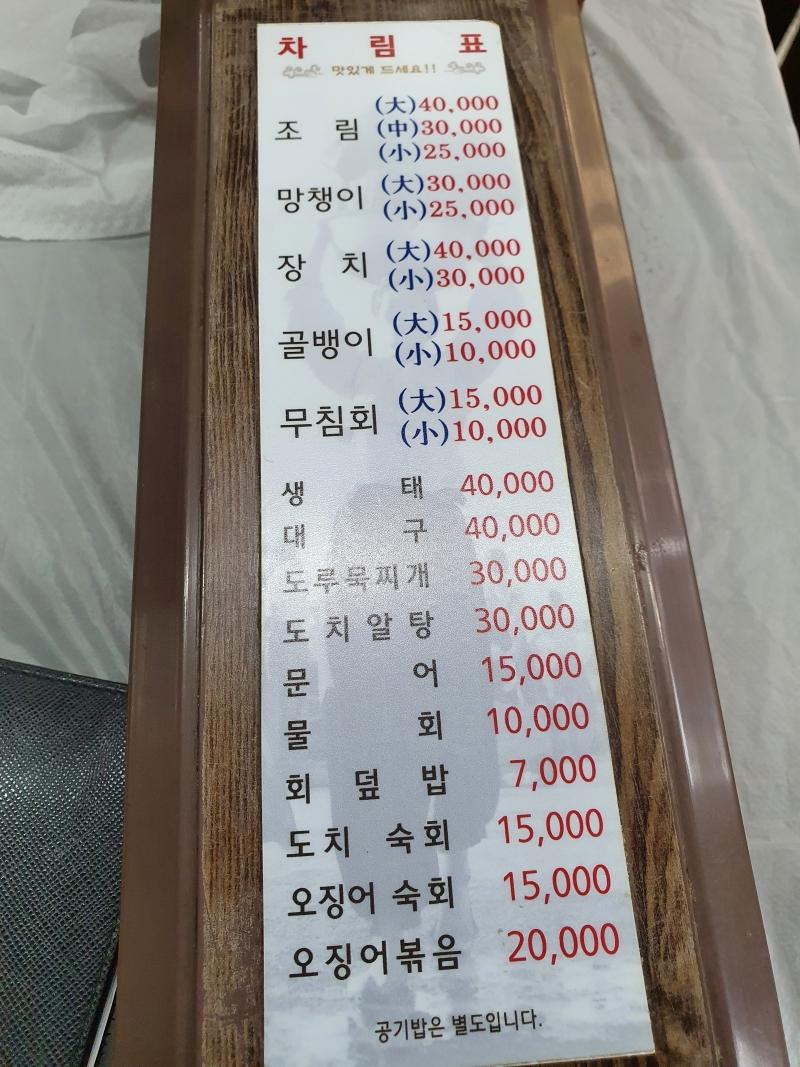 차 림 표
맛있게 드세요!!
조 림 (大)40,000
(中)30,000
(小)25,000
망챙이 (大)30,000
(小)25,000
장 치 (大)40,000
(小)30,000
골뱅이 (大)15,000
(小)10,000
무침회 (大)15,000
(小)10,000
생 태 40,000
대 구 40,000
도루묵찌개 30,000
도치알탕 30,000
문 어 15,000
물 회 10,000
회 덮 밥 7,000
도치 숙회 15,000
오징어 숙회 15,000
오징어볶음 20,000
공기밥은 별도입니다.